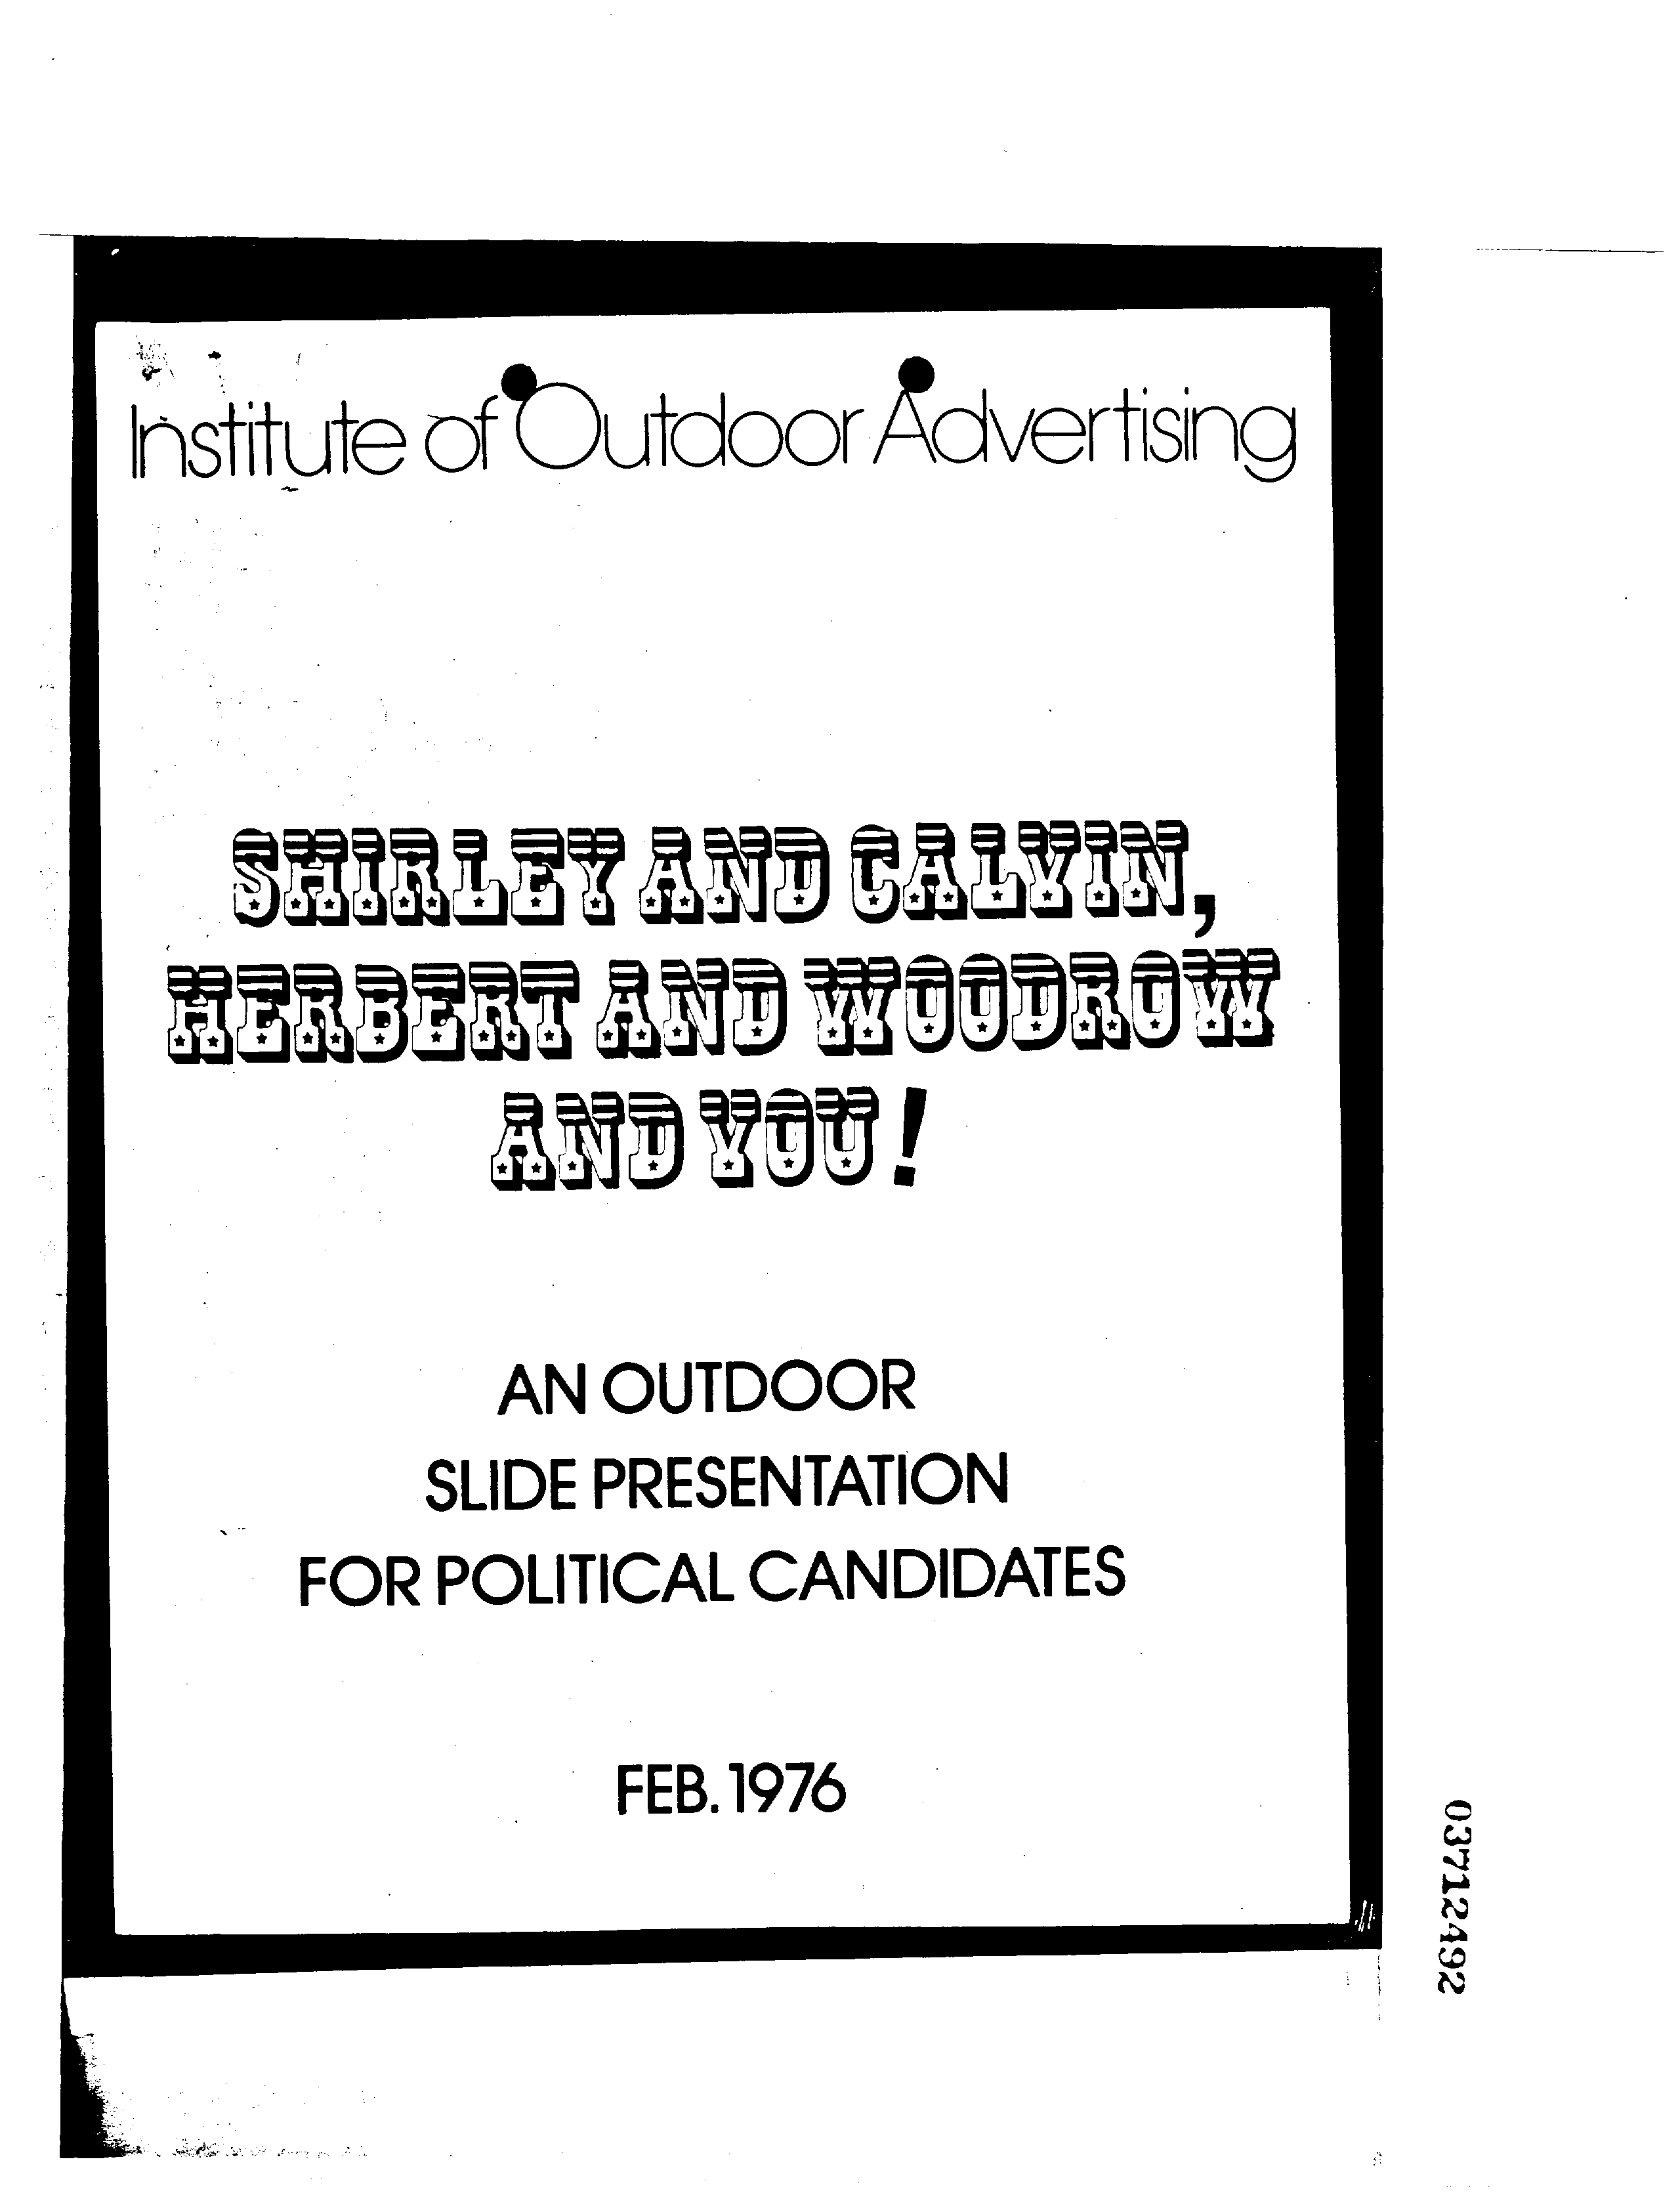 Institute of Outdoor Advertising
SHIRLEY AND CALVIN,
HERBERT AND WOODROW
AND YOU!
AN OUTDOOR
SLIDE PRESENTATION
FOR POLITICAL CANDIDATES
FEB. 1976
03712492